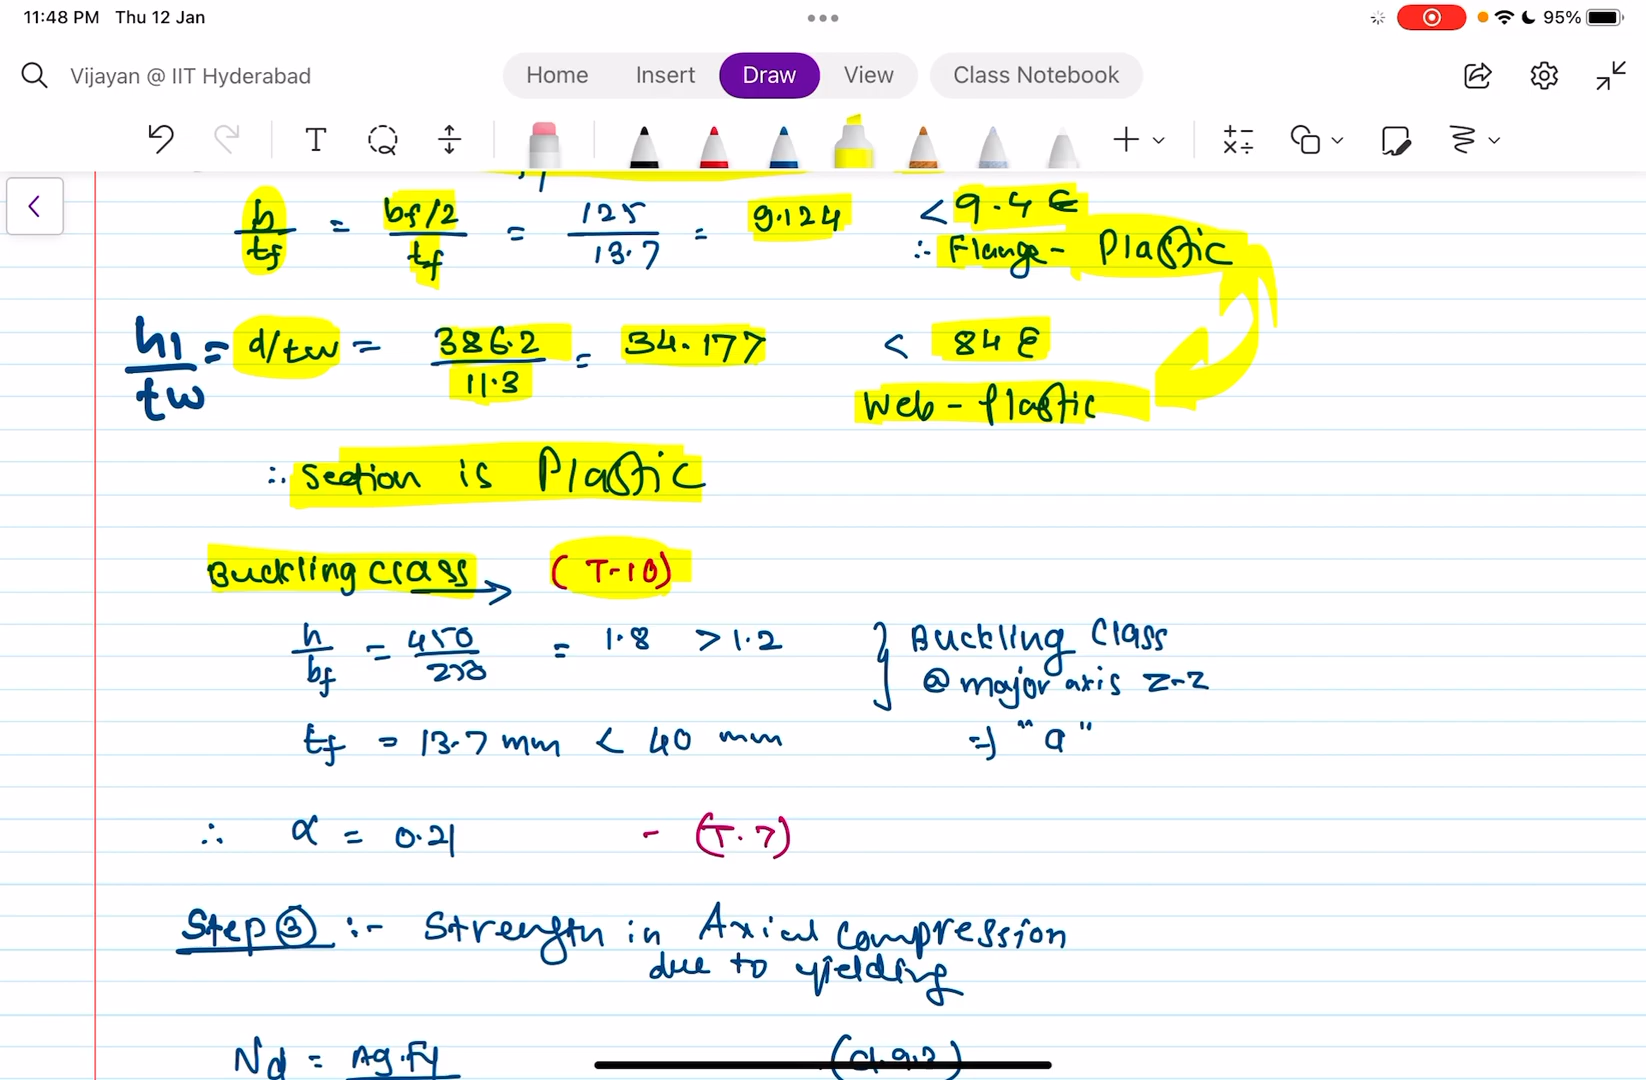 11:48 PM Thu 12 Jan
95%
Vijayan @ IIT Hyderabad
Home Insert Draw View Class Notebook
b/tf = bf/2 / tf = 125/13.7 = 9.124 < 9.4 ϵ
∴ Flange - Plastic
h1/tw = d/tw = 386.2/11.3 = 34.177 < 84 ϵ
Web - Plastic
∴ Section is Plastic
Buckling class → (T-10)
h/bf = 450/250 = 1.8 > 1.2 } Buckling Class
@ major axis Z-Z
tf = 13.7 mm < 40 mm ⇒ "a"
∴ α = 0.21 - (T.7)
Step ③ :- Strength in Axial compression
due to yielding
Nd = Ag.Fy (cl.9.3)